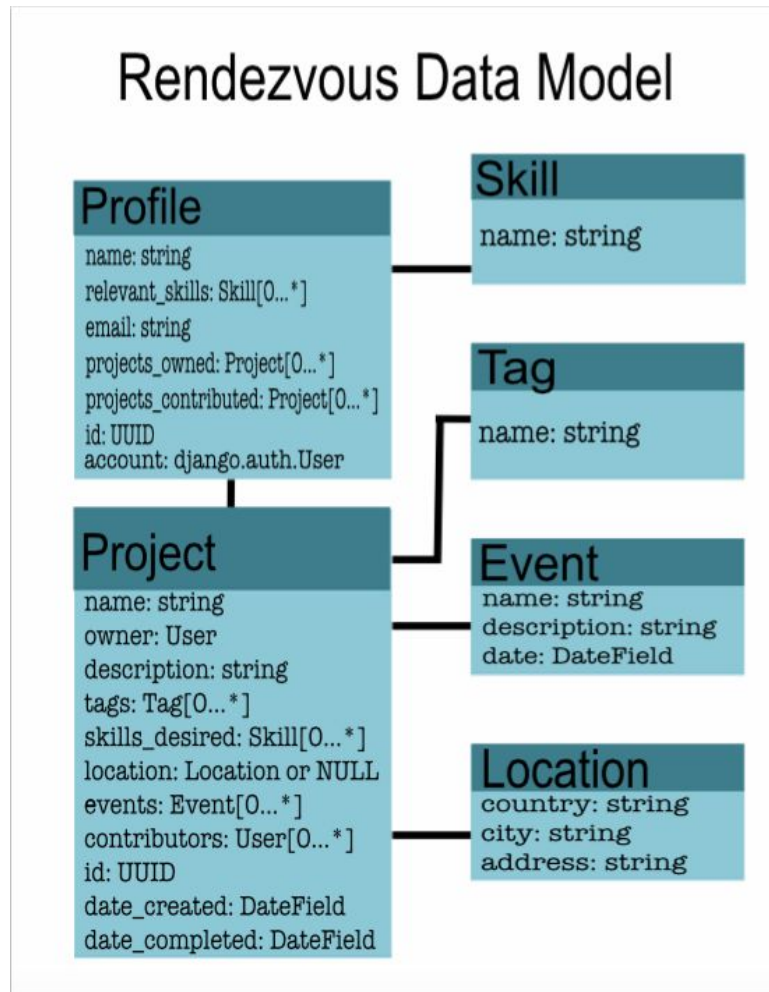 Rendezvous Data Model
Profile
name: string
relevant_skills: Skill[0...*]
email: string
projects_owned: Project[0...*]
projects_contributed: Project[0...*]
id: UUID
account: django.auth.User
Skill
name: string
Tag
name: string
Project
name: string
owner: User
description: string
tags: Tag[0...*]
skills_desired: Skill[0...*]
location: Location or NULL
events: Event[0...*]
contributors: User[0...*]
id: UUID
date_created: DateField
date_completed: DateField
Event
name: string
description: string
date: DateField
Location
country: string
city: string
address: string